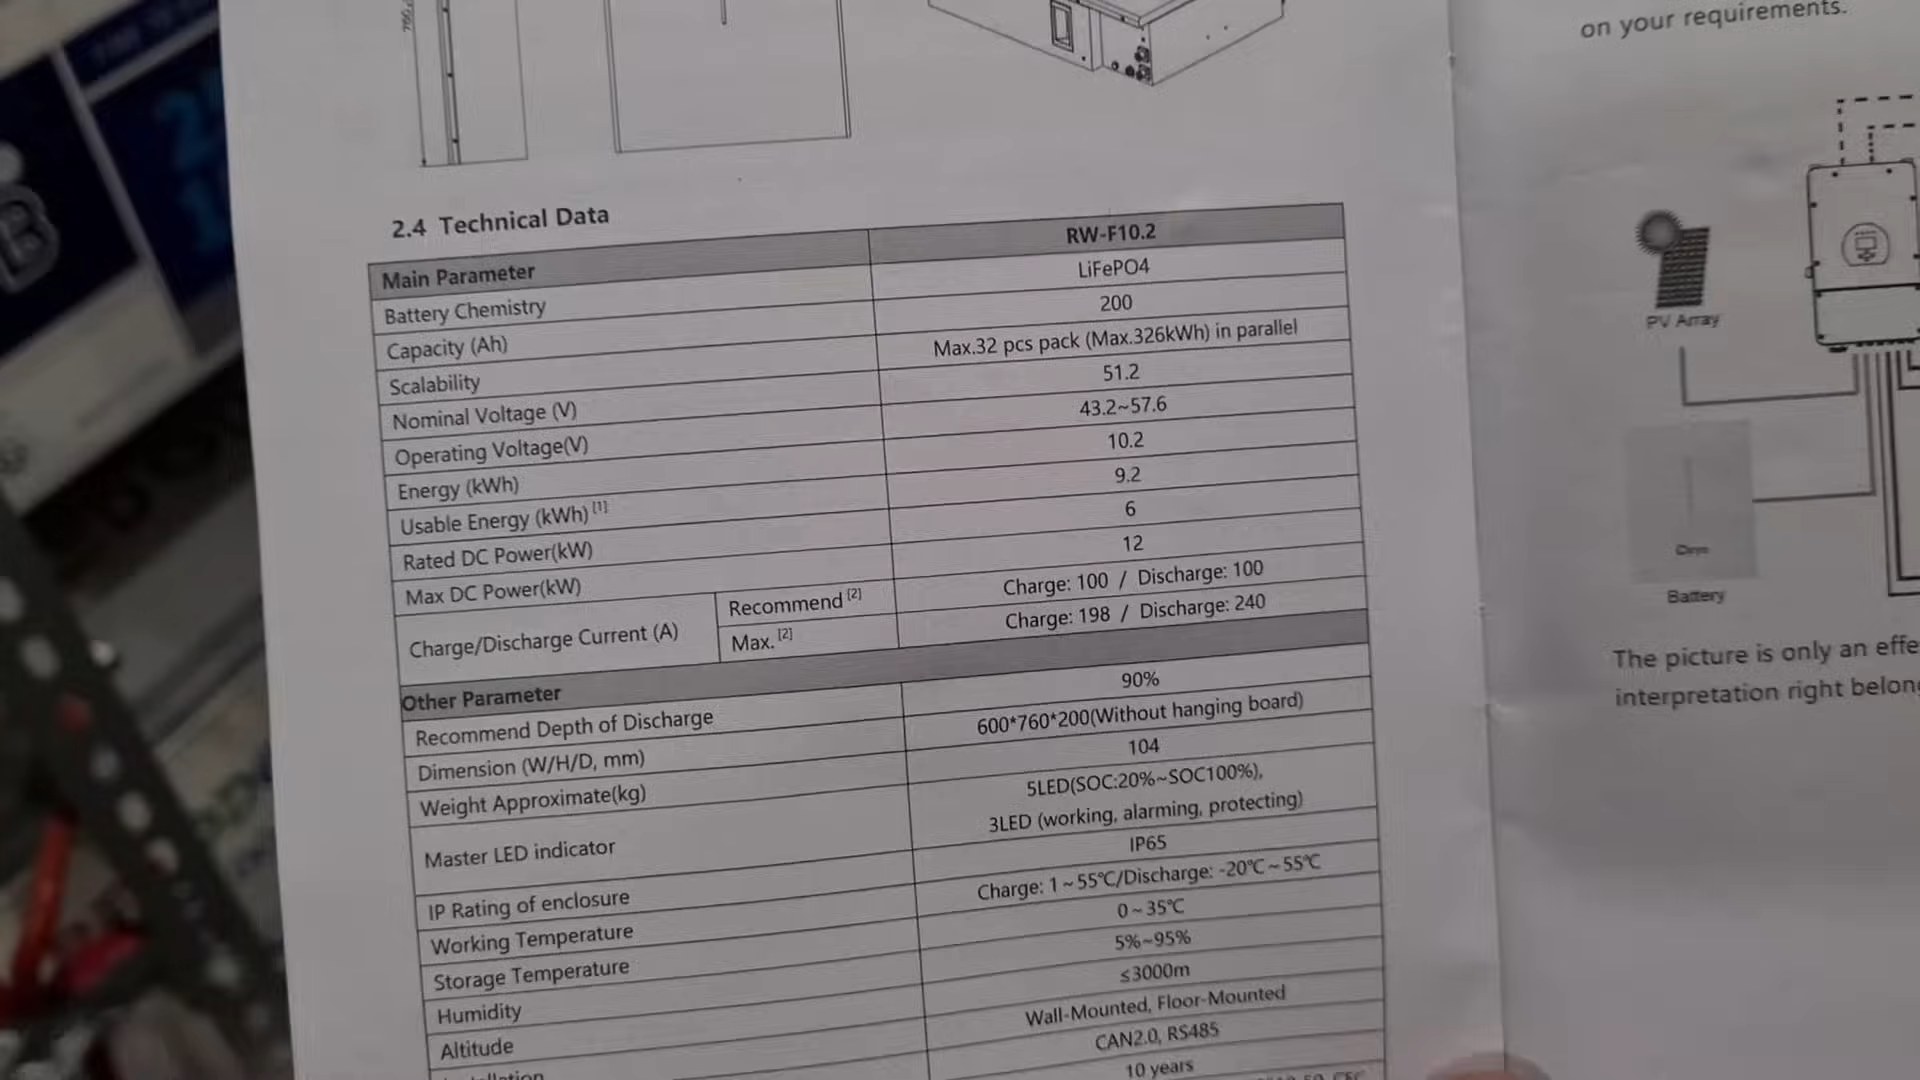 on your requirements.
2.4 Technical Data
Main Parameter RW-F10.2
Battery Chemistry LiFePO4
Capacity (Ah) 200
Scalability Max.32 pcs pack (Max.326kWh) in parallel
Nominal Voltage (V) 51.2
Operating Voltage(V) 43.2~57.6
Energy (kWh) 10.2
Usable Energy (kWh) [1] 9.2
Rated DC Power(kW) 6
Max DC Power(kW) 12
Charge/Discharge Current (A)
Recommend [2] Charge: 100 / Discharge: 100
Max. [2] Charge: 198 / Discharge: 240
Other Parameter
Recommend Depth of Discharge 90%
Dimension (W/H/D, mm) 600*760*200(Without hanging board)
Weight Approximate(kg) 104
Master LED indicator 5LED(SOC:20%~SOC100%),
3LED (working, alarming, protecting)
IP Rating of enclosure IP65
Working Temperature Charge: 1~55℃/Discharge: -20℃~55℃
Storage Temperature 0~35℃
Humidity 5%~95%
Altitude ≤3000m
Wall-Mounted, Floor-Mounted
CAN2.0, RS485
10 years
PV Array
Battery
The picture is only an effe
interpretation right belong